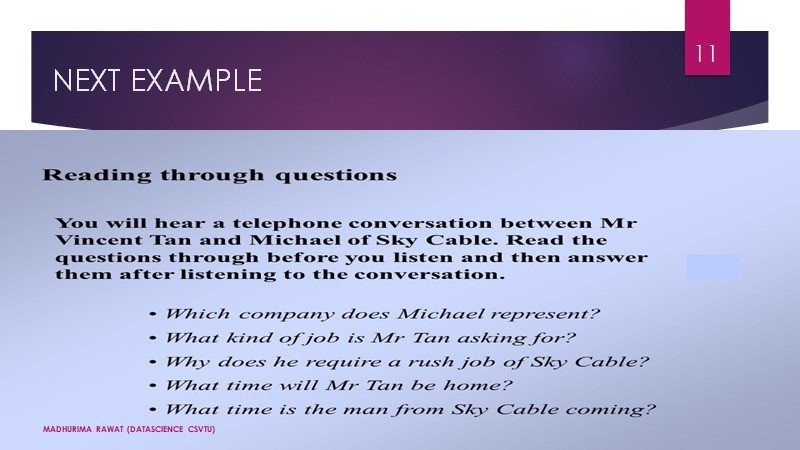 11
NEXT EXAMPLE
Reading through questions
You will hear a telephone conversation between Mr
Vincent Tan and Michael of Sky Cable. Read the
questions through before you listen and then answer
them after listening to the conversation.
• Which company does Michael represent?
• What kind of job is Mr Tan asking for?
• Why does he require a rush job of Sky Cable?
• What time will Mr Tan be home?
• What time is the man from Sky Cable coming?
MADHURIMA RAWAT (DATASCIENCE CSVTU)